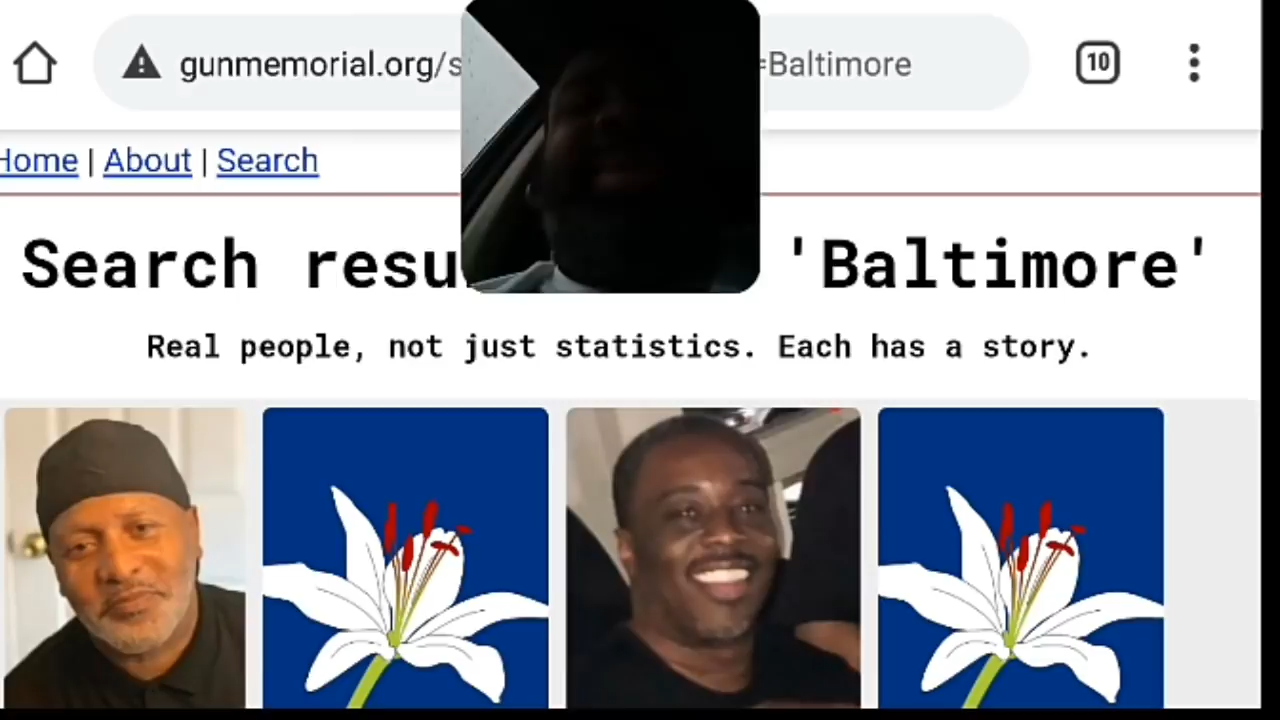 gunmemorial.org/s =Baltimore 10
Home | About | Search
Search resu 'Baltimore'
Real people, not just statistics. Each has a story.